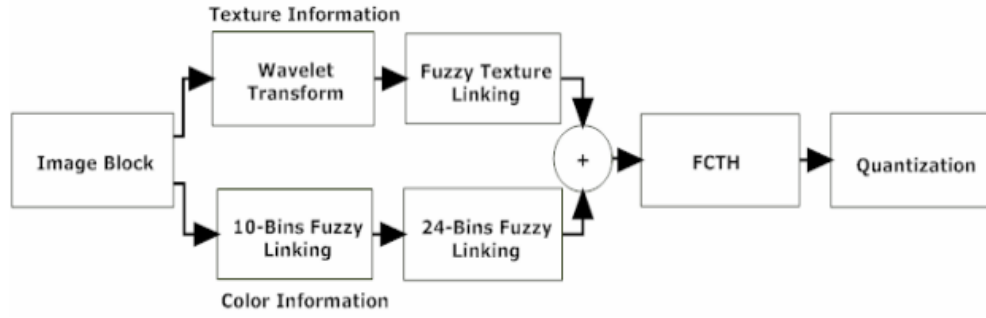 Texture Information
Wavelet
Transform
Fuzzy Texture
Linking
Image Block
+
FCTH
Quantization
10-Bins Fuzzy
Linking
24-Bins Fuzzy
Linking
Color Information